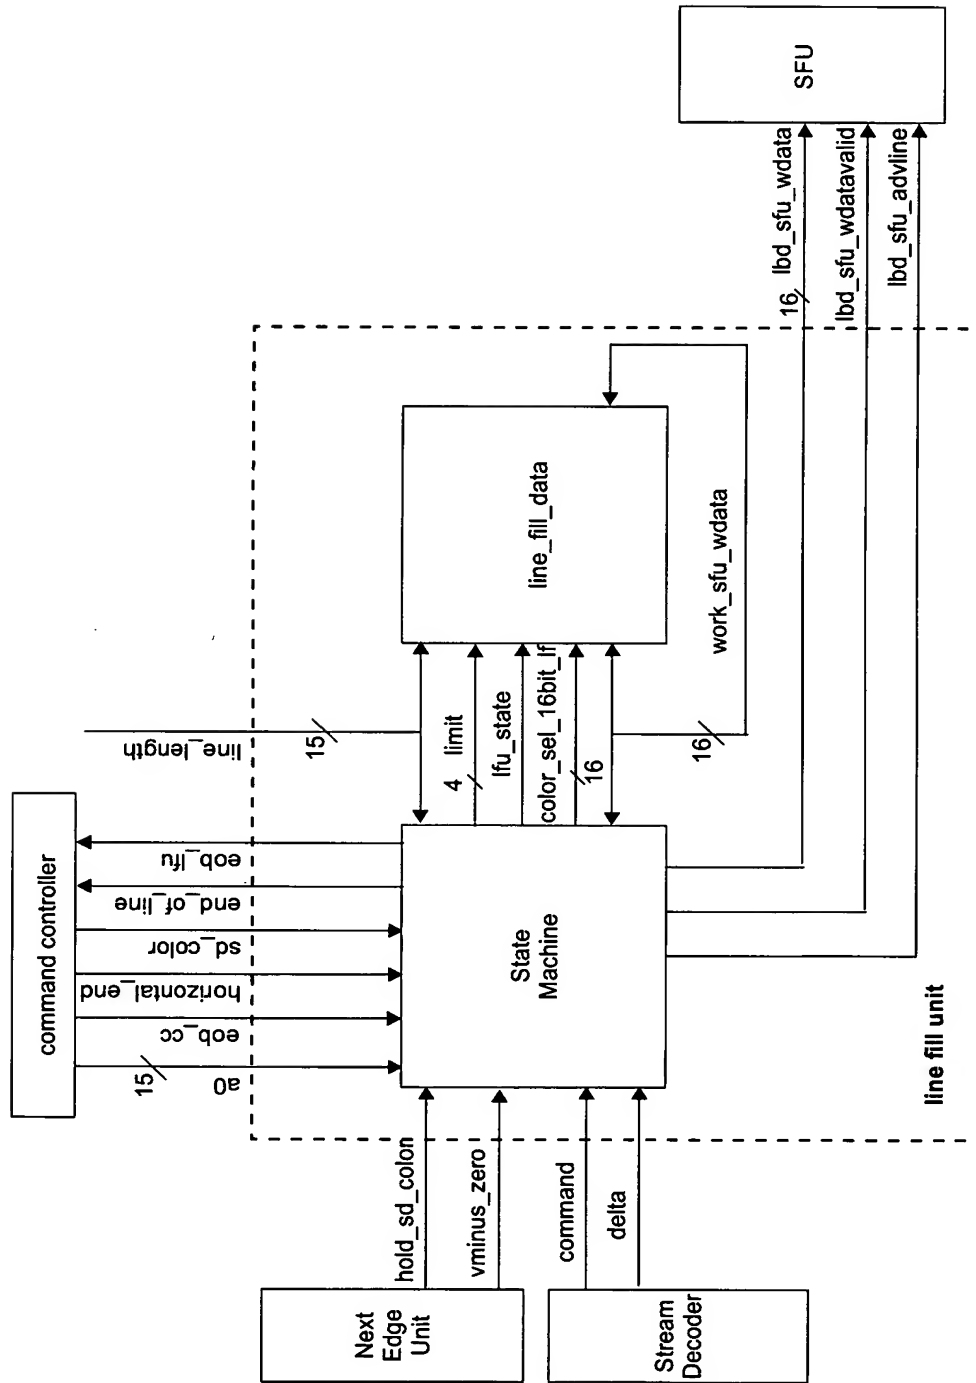 command controller
a0
15
eob_cc
horizontal_end
sd_color
end_of_line
eob_lfu
line_length
15
Next
Edge
Unit
hold_sd_colon
vminus_zero
Stream
Decoder
command
delta
State
Machine
4
limit
lfu_state
color_sel_16bit_lf
16
line_fill_data
16
work_sfu_wdata
16
lbd_sfu_wdata
lbd_sfu_wdatavalid
lbd_sfu_advline
SFU
line fill unit